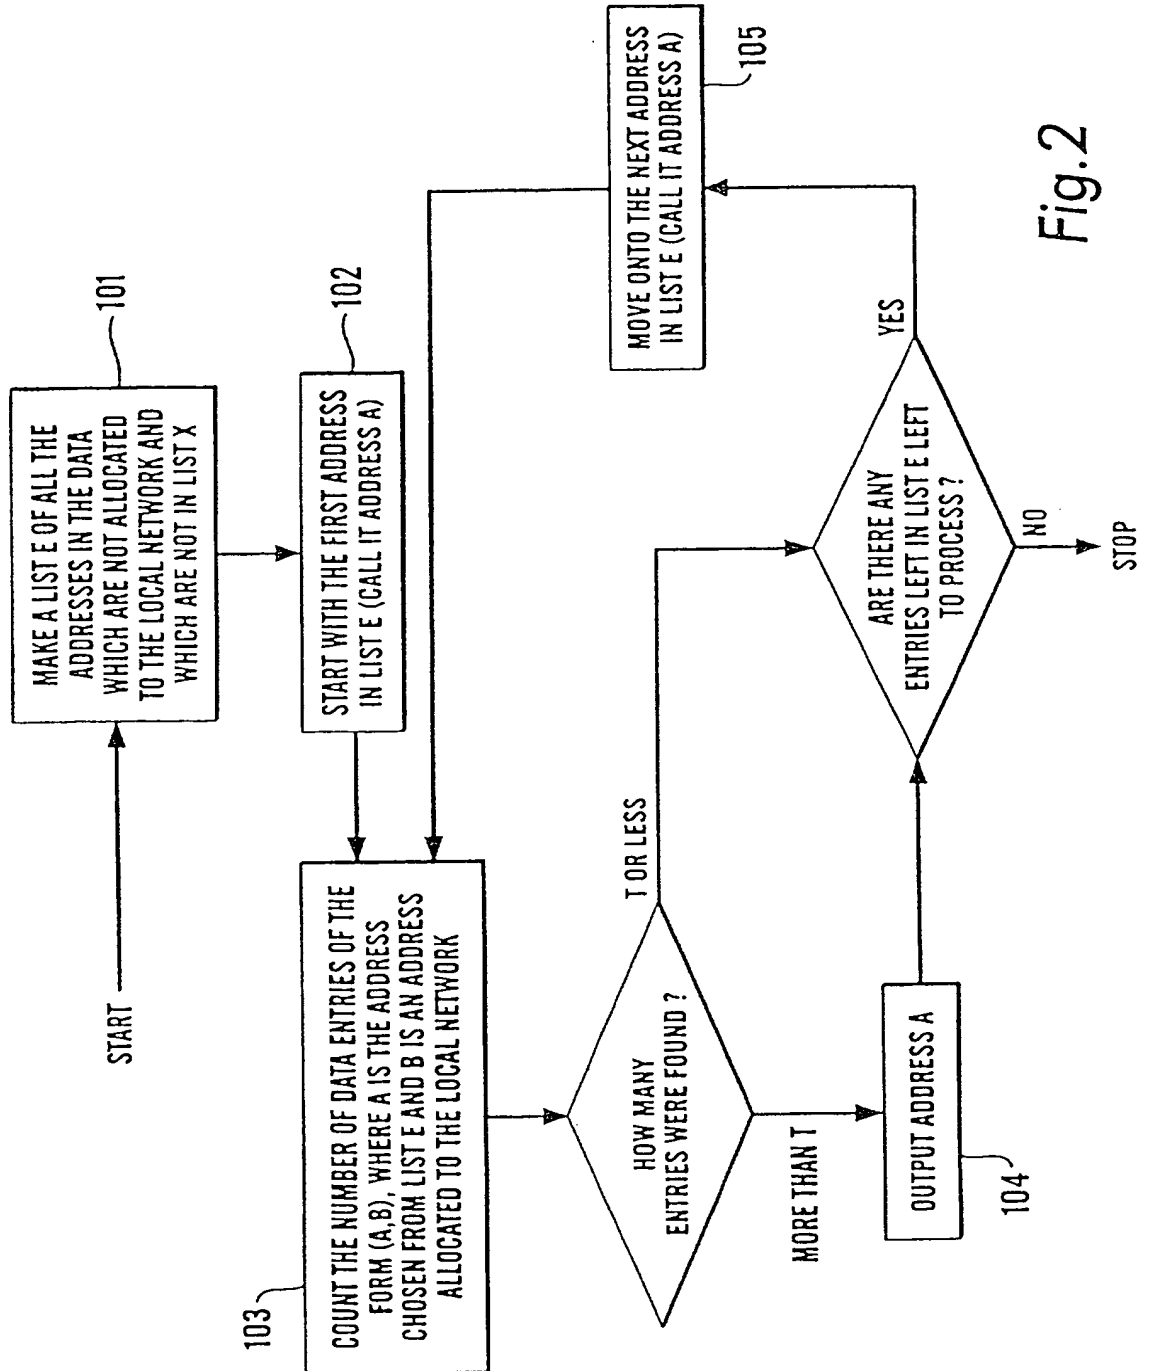 START
MAKE A LIST E OF ALL THE
ADDRESSES IN THE DATA
WHICH ARE NOT ALLOCATED
TO THE LOCAL NETWORK AND
WHICH ARE NOT IN LIST X
101
START WITH THE FIRST ADDRESS
IN LIST E (CALL IT ADDRESS A)
102
103
COUNT THE NUMBER OF DATA ENTRIES OF THE
FORM (A,B), WHERE A IS THE ADDRESS
CHOSEN FROM LIST E AND B IS AN ADDRESS
ALLOCATED TO THE LOCAL NETWORK
HOW MANY
ENTRIES WERE FOUND ?
T OR LESS
MORE THAN T
OUTPUT ADDRESS A
104
ARE THERE ANY
ENTRIES LEFT IN LIST E LEFT
TO PROCESS ?
YES
NO
STOP
MOVE ONTO THE NEXT ADDRESS
IN LIST E (CALL IT ADDRESS A)
105
Fig.2